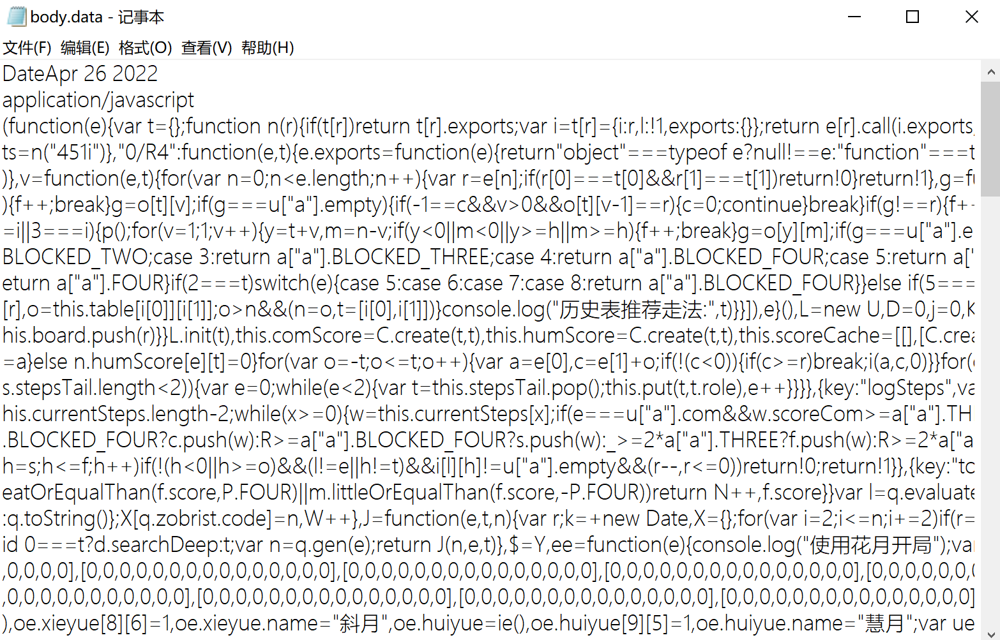 body.data - 记事本
文件(F) 编辑(E) 格式(O) 查看(V) 帮助(H)
DateApr 26 2022
application/javascript
(function(e){var t={};function n(r){if(t[r])return t[r].exports;var i=t[r]={i:r,l:!1,exports:{}};return e[r].call(i.exports,
ts=n("451i")},"0/R4":function(e,t){e.exports=function(e){return"object"===typeof e?null!==e:"function"===t
)},v=function(e,t){for(var n=0;n<e.length;n++){var r=e[n];if(r[0]===t[0]&&r[1]===t[1])return!0}return!1},g=fu
){f++;break}g=o[t][v];if(g===u["a"].empty){if(-1==c&&v>0&&o[t][v-1]==r){c=0;continue}break}if(g!==r){f+
=i||3===i){p();for(v=1;1;v++){y=t+v,m=n-v;if(y<0||m<0||y>=h||m>=h){f++;break}g=o[y][m];if(g===u["a"].e
BLOCKED_TWO;case 3:return a["a"].BLOCKED_THREE;case 4:return a["a"].BLOCKED_FOUR;case 5:return a["
eturn a["a"].FOUR}if(2===t)switch(e){case 5:case 6:case 7:case 8:return a["a"].BLOCKED_FOUR}}else if(5===
[r],o=this.table[i[0]][i[1]];o>n&&(n=o,t=[i[0],i[1]])}console.log("历史表推荐走法:",t)}}]),e}(),L=new U,D=0,j=0,K
his.board.push(r)}}L.init(t),this.comScore=C.create(t,t),this.humScore=C.create(t,t),this.scoreCache=[[],[C.crea
=a}else n.humScore[e][t]=0}for(var o=-t;o<=t;o++){var a=e[0],c=e[1]+o;if(!(c<0)){if(c>=r)break;i(a,c,0)}}for(
s.stepsTail.length<2)){var e=0;while(e<2){var t=this.stepsTail.pop();this.put(t,t.role),e++}}}},{key:"logSteps",va
his.currentSteps.length-2;while(x>=0){w=this.currentSteps[x];if(e===u["a"].com&&w.scoreCom>=a["a"].TH
.BLOCKED_FOUR?c.push(w):R>=a["a"].BLOCKED_FOUR?s.push(w):_>=2*a["a"].THREE?f.push(w):R>=2*a["a
h=s;h<=f;h++)if(!(h<0||h>=o)&&(l!=e||h!=t)&&i[l][h]!=u["a"].empty&&(r--,r<=0))return!0;return!1}},{key:"to
eatOrEqualThan(f.score,P.FOUR)||m.littleOrEqualThan(f.score,-P.FOUR))return N++,f.score}}var l=q.evaluate
:q.toString()};X[q.zobrist.code]=n,W++},J=function(e,t,n){var r;k=+new Date,X={};for(var i=2;i<=n;i+=2)if(r=
id 0===t?d.searchDeep:t;var n=q.gen(e);return J(n,e,t)},$=Y,ee=function(e){console.log("使用花月开局");var
,0,0,0,0],[0,0,0,0,0,0,0,0,0,0,0,0,0,0,0],[0,0,0,0,0,0,0,0,0,0,0,0,0,0,0],[0,0,0,0,0,0,0,0,0,0,0,0,0,0,0],[0,0,0,0,0,0,
,0,0,0,0,0,0,0,0,0,0,0],[0,0,0,0,0,0,0,0,0,0,0,0,0,0,0],[0,0,0,0,0,0,0,0,0,0,0,0,0,0,0],[0,0,0,0,0,0,0,0,0,0,0,0,0,0,0]
),oe.xieyue[8][6]=1,oe.xieyue.name="斜月",oe.huiyue=ie(),oe.huiyue[9][5]=1,oe.huiyue.name="慧月";var ue